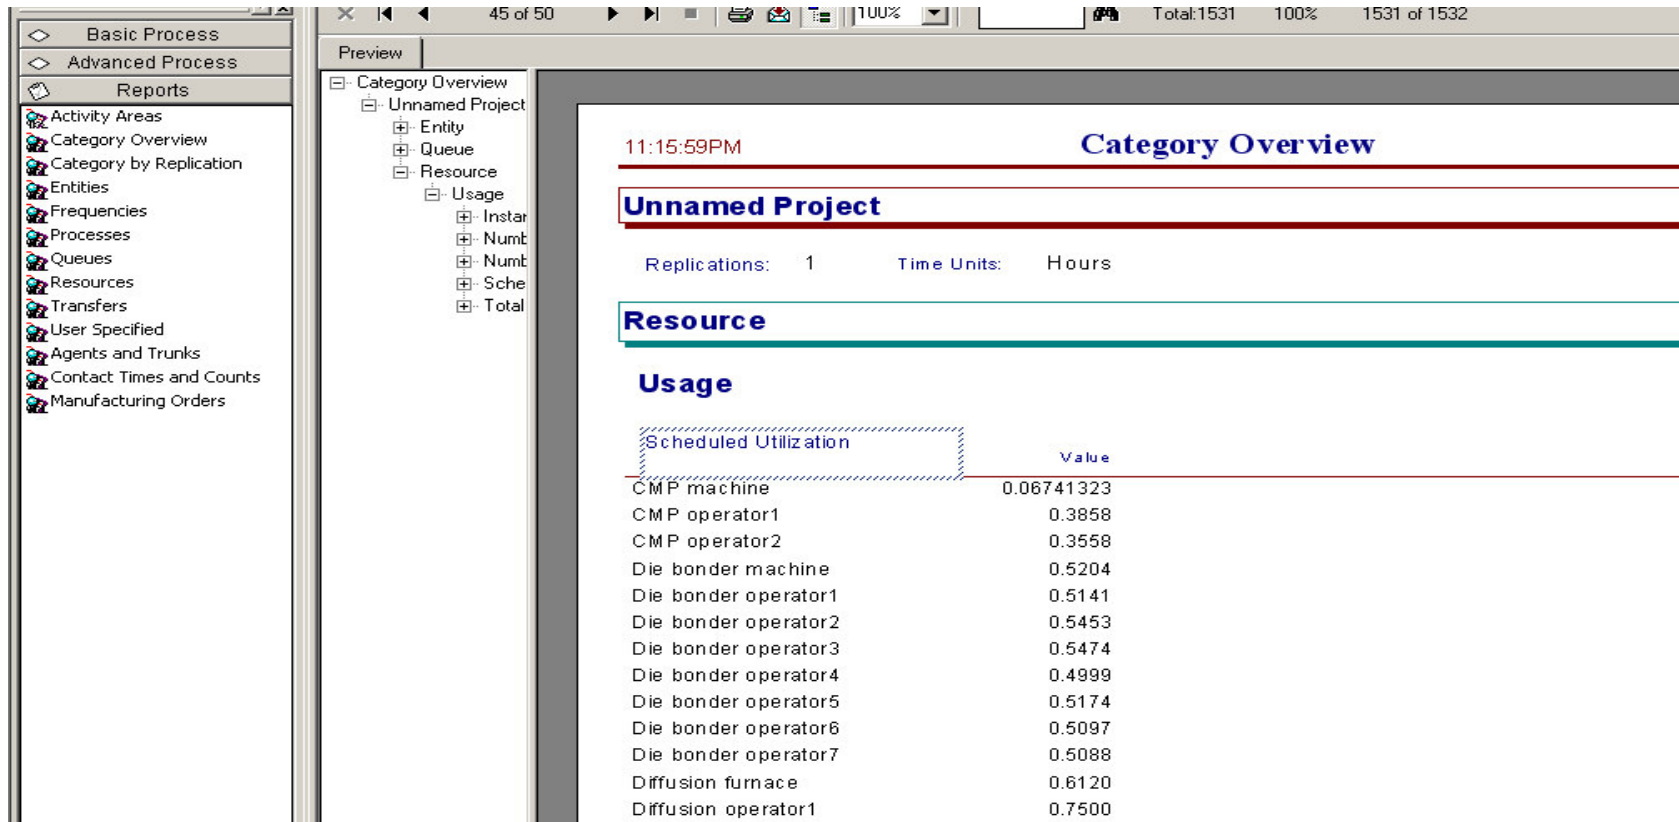 45 of 50
100%
Total:1531
100%
1531 of 1532
Basic Process
Advanced Process
Reports
Activity Areas
Category Overview
Category by Replication
Entities
Frequencies
Processes
Queues
Resources
Transfers
User Specified
Agents and Trunks
Contact Times and Counts
Manufacturing Orders
Preview
Category Overview
Unnamed Project
Entity
Queue
Resource
Usage
Instan
Numb
Numb
Sche
Total
11:15:59PM
Category Overview
Unnamed Project
Replications: 1 Time Units: Hours
Resource
Usage
Scheduled Utilization
Value
CMP machine 0.06741323
CMP operator1 0.3858
CMP operator2 0.3558
Die bonder machine 0.5204
Die bonder operator1 0.5141
Die bonder operator2 0.5453
Die bonder operator3 0.5474
Die bonder operator4 0.4999
Die bonder operator5 0.5174
Die bonder operator6 0.5097
Die bonder operator7 0.5088
Diffusion furnace 0.6120
Diffusion operator1 0.7500